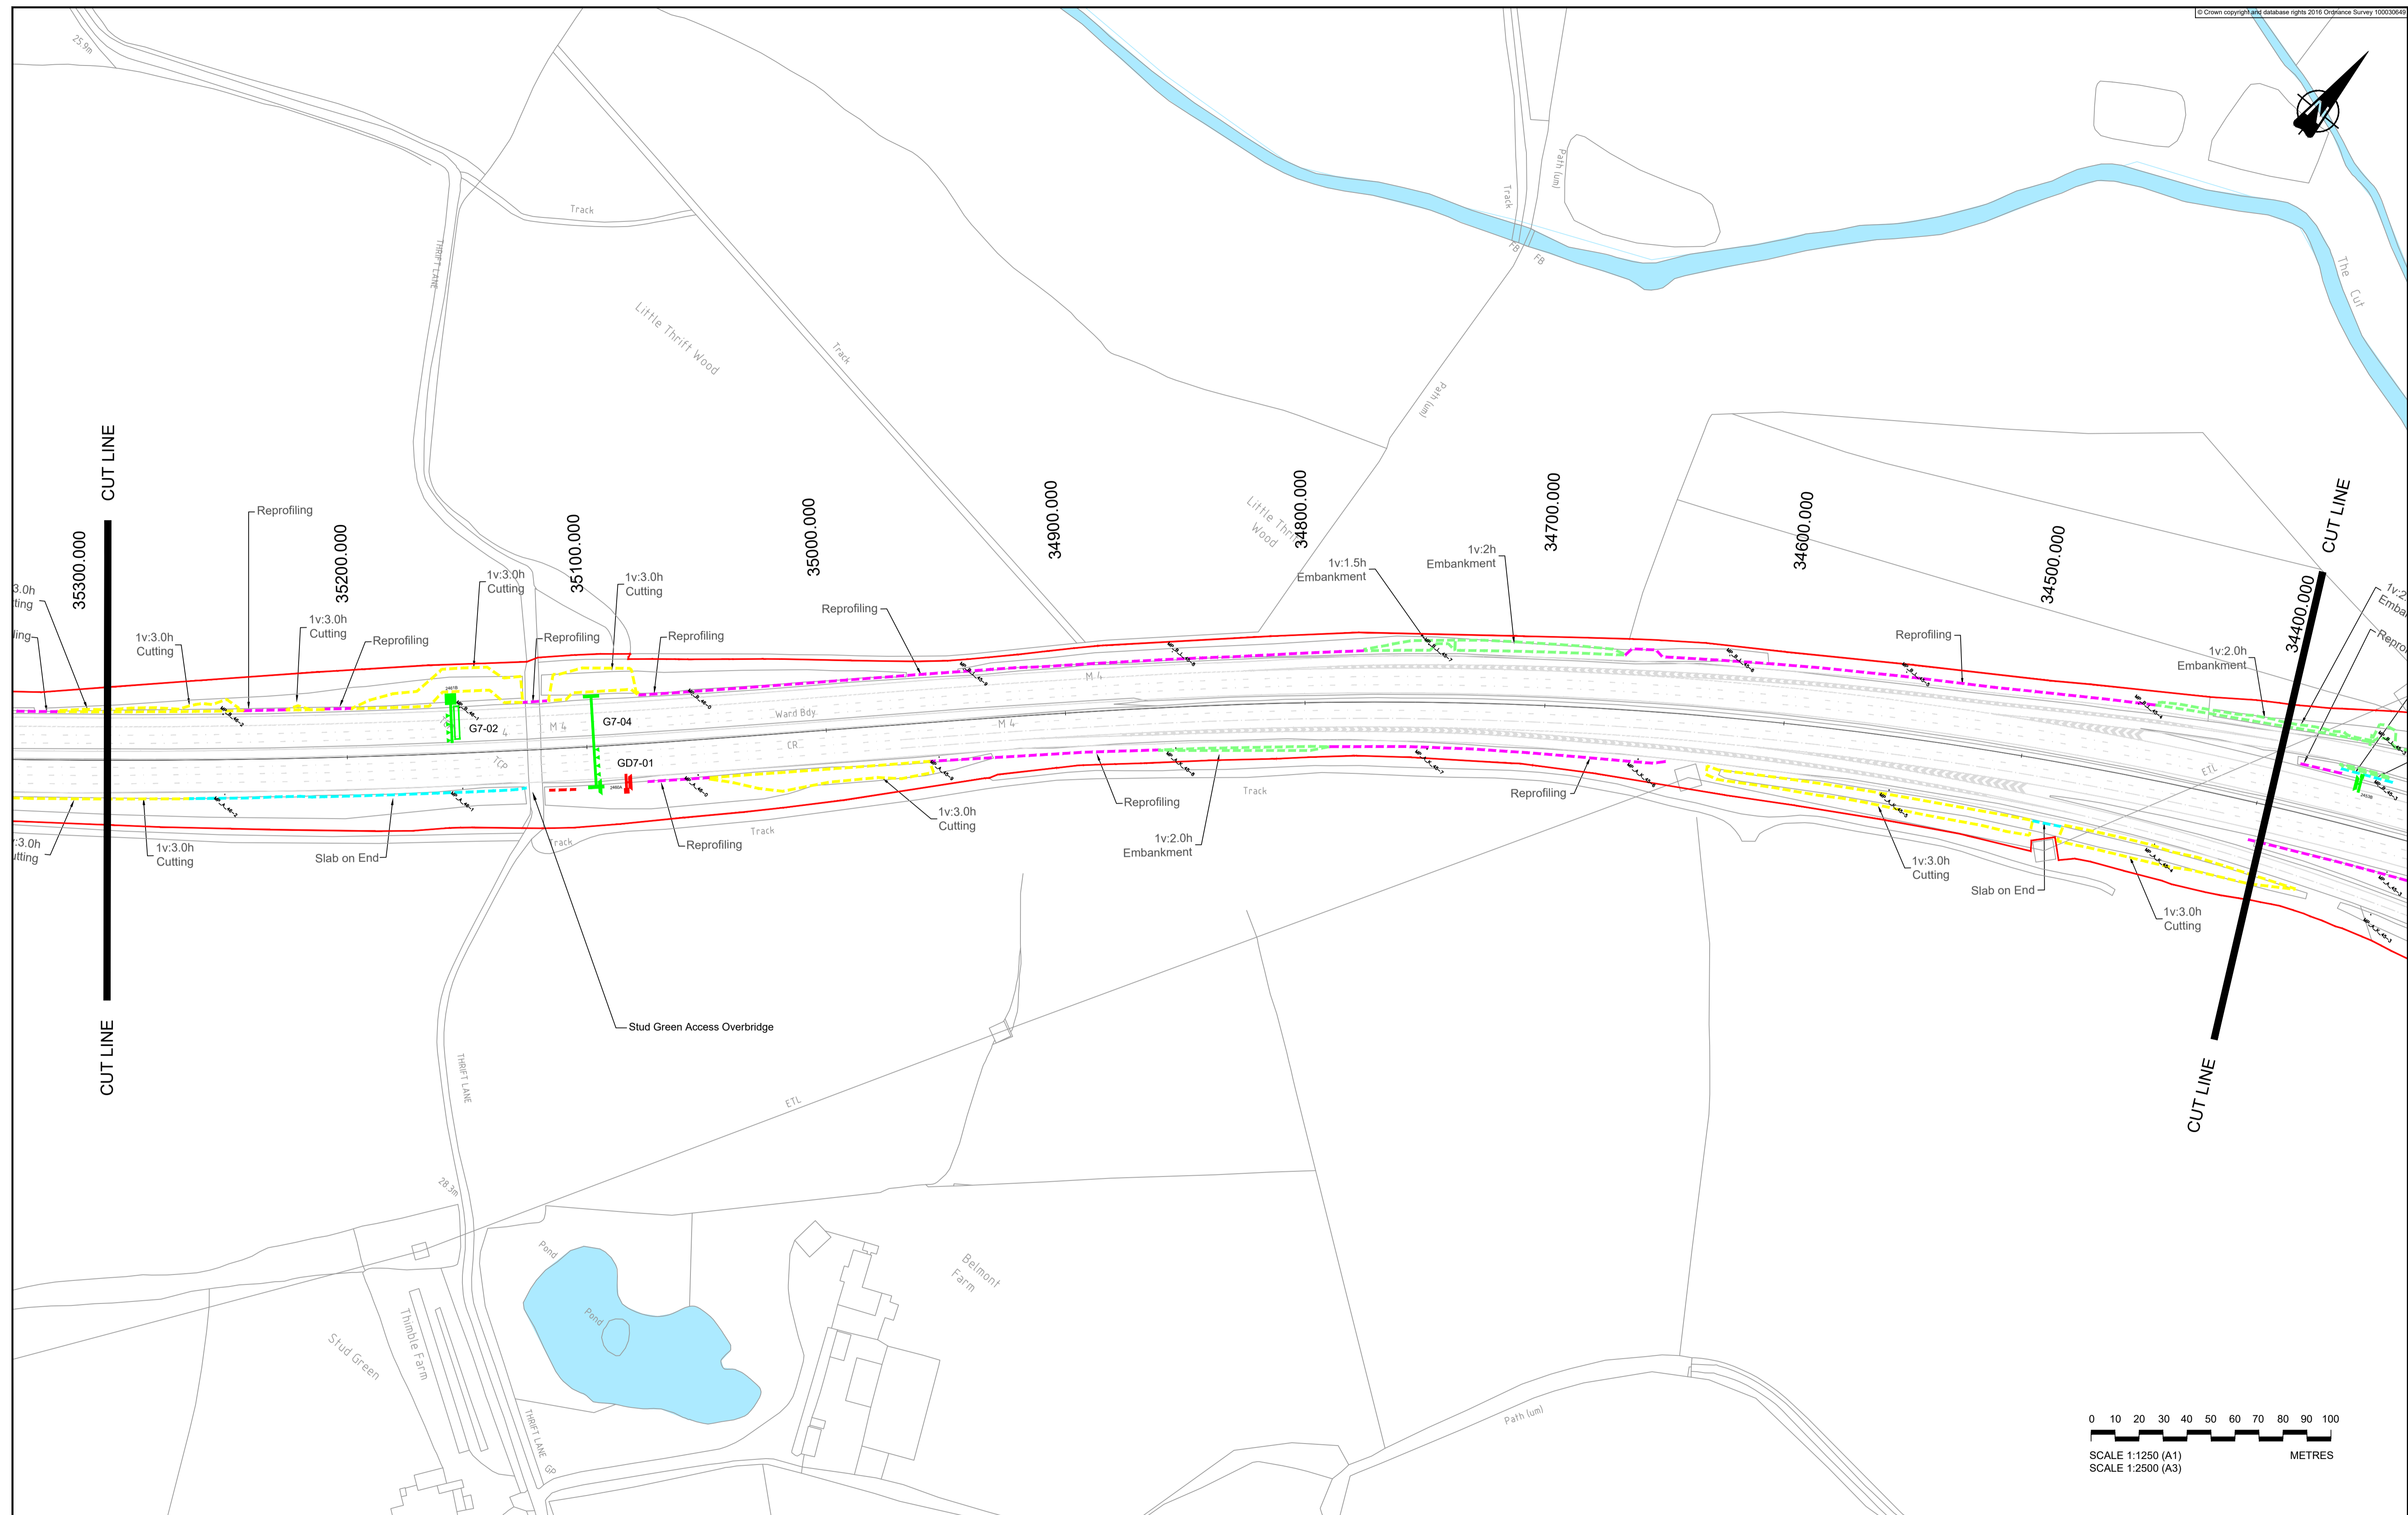 © Crown copyright and database rights 2016 Ordnance Survey 100030649
25.9m
Track
THRIFT LANE
Little Thrift Wood
Track
Track
Path (um)
FB
FB
The Cut
N
Path (um)
Little Thrift
Wood
CUT LINE
35300.000
35200.000
35100.000
35000.000
34900.000
34800.000
34700.000
34600.000
34500.000
34400.000
CUT LINE
3.0h
1v:3.0h
Cutting
Reprofiling
1v:3.0h
Cutting
Reprofiling
1v:3.0h
Cutting
Reprofiling
1v:3.0h
Cutting
Reprofiling
Reprofiling
1v:1.5h
Embankment
1v:2h
Embankment
Reprofiling
1v:2.0h
Embankment
2461B
G7-02
4
M 4
G7-04
GD7-01
2460A
TCP
Ward Bdy
CR
M 4
M 4
ETL
1v:3.0h
Cutting
Slab on End
Track
Reprofiling
Track
1v:3.0h
Cutting
Reprofiling
1v:2.0h
Embankment
Track
Reprofiling
1v:3.0h
Cutting
Slab on End
1v:3.0h
Cutting
CUT LINE
CUT LINE
Stud Green Access Overbridge
THRIFT LANE
ETL
28.3m
Pond
Pond
Belmont
Farm
Thimble Farm
Stud Green
THRIFT LANE
GP
Path (um)
0 10 20 30 40 50 60 70 80 90 100
SCALE 1:1250 (A1) METRES
SCALE 1:2500 (A3)